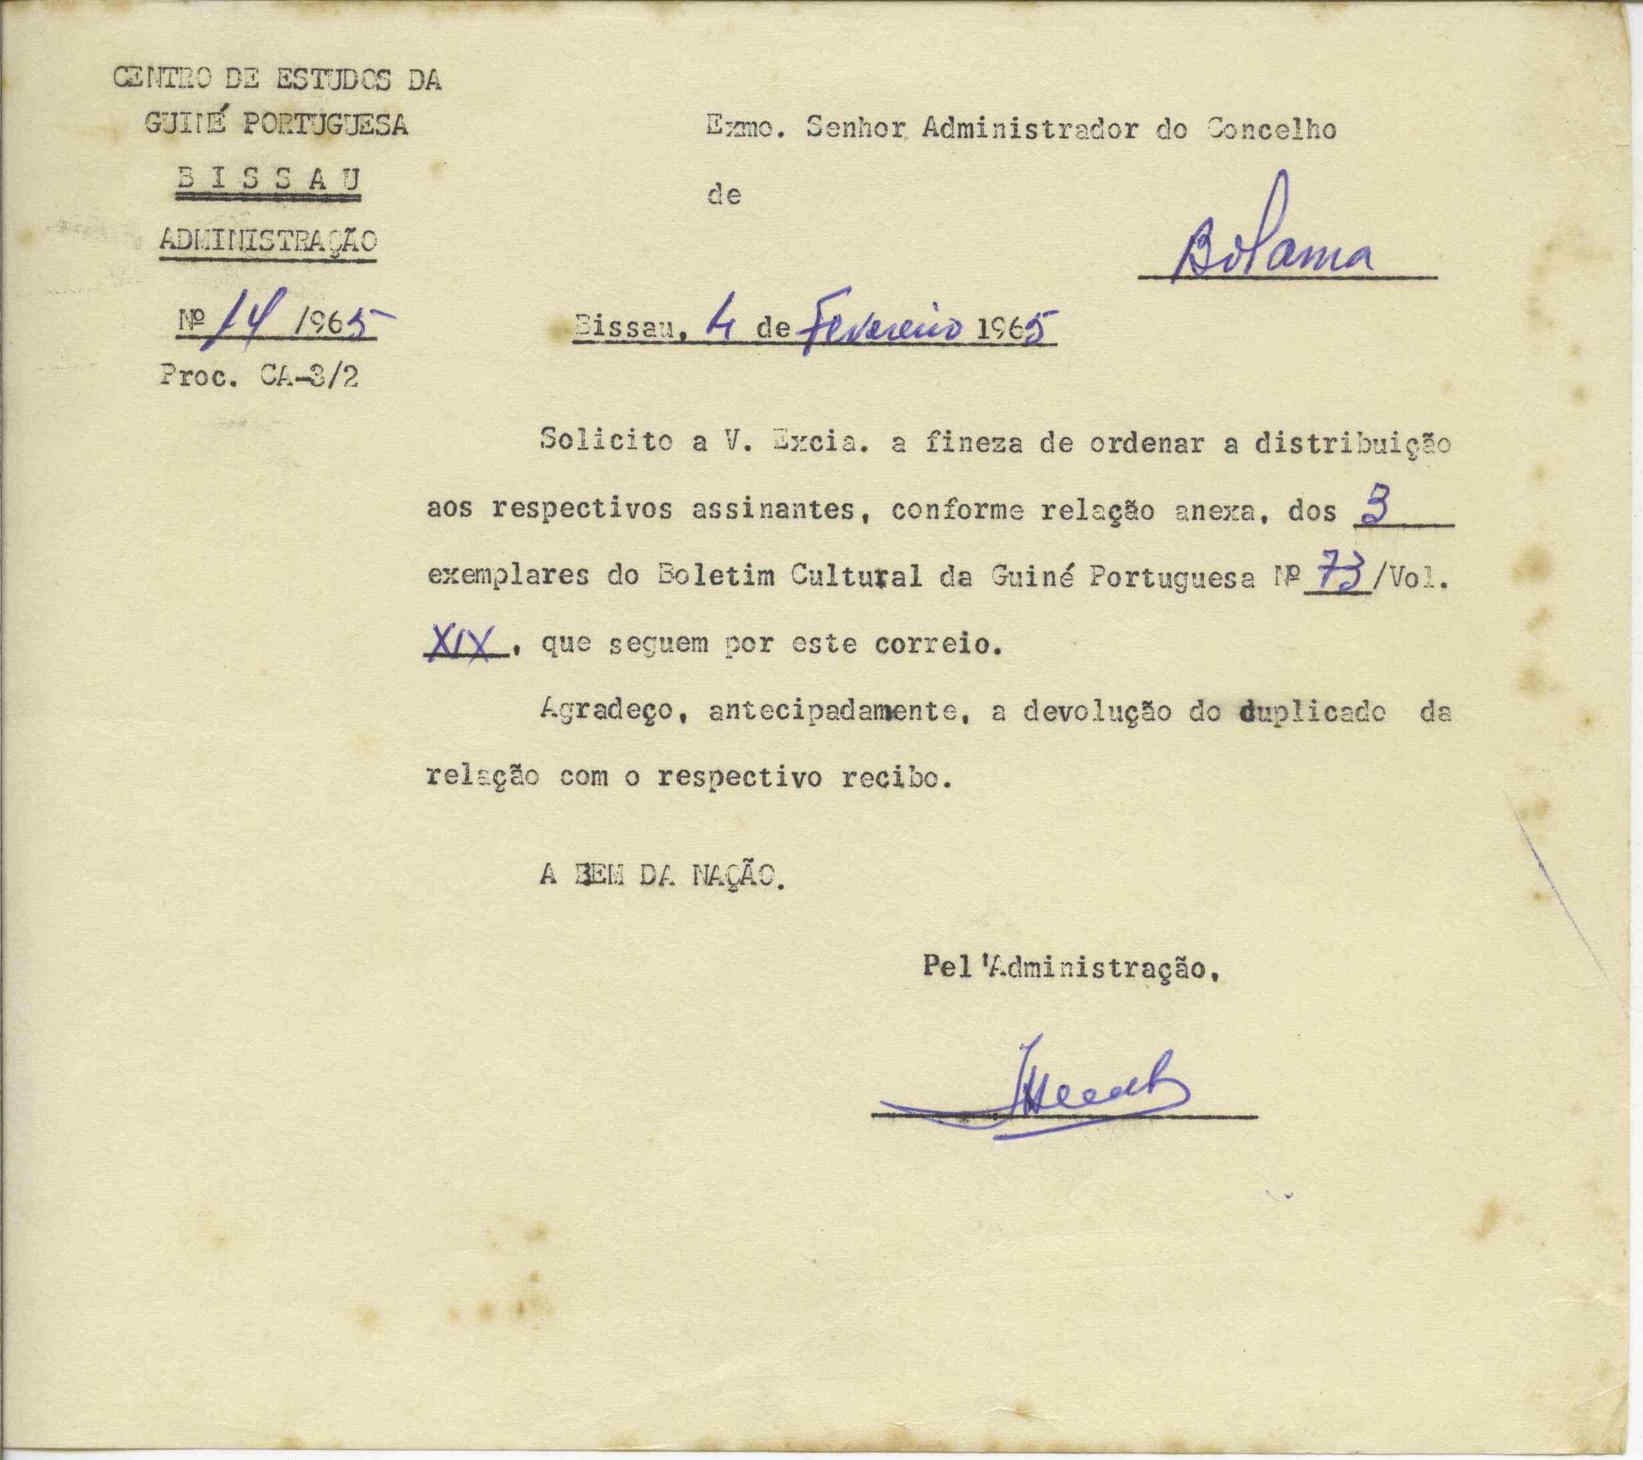 CENTRO DE ESTUDOS DA
GUINÉ PORTUGUESA
B I S S A U
ADMINISTRAÇÃO
Nº 14 /1965
Proc. CA-3/2
Exmo. Senhor Administrador do Concelho
de
Bolama
Bissau, 4 de Fevereiro 1965
Solicito a V. Excia. a fineza de ordenar a distribuição
aos respectivos assinantes, conforme relação anexa, dos 3
exemplares do Boletim Cultural da Guiné Portuguesa Nº 73/Vol.
XIX, que seguem por este correio.
Agradeço, antecipadamente, a devolução do duplicado da
relação com o respectivo recibo.
A BEM DA NAÇÃO.
Pel'Administração,